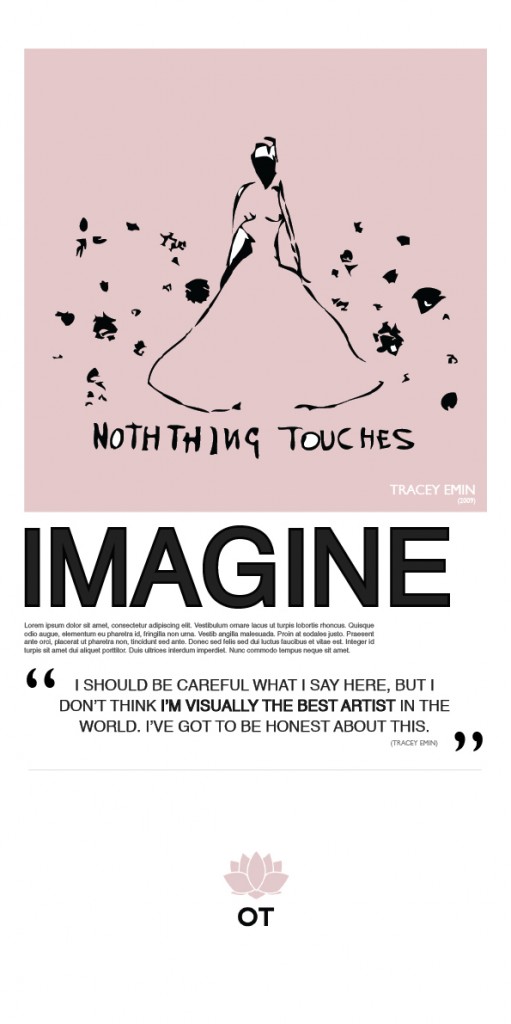 NOTHTHING TOUCHES
TRACEY EMIN
(2009)
IMAGINE
Lorem ipsum dolor sit amet, consectetur adipiscing elit. Vestibulum ornare lacus ut turpis lobortis rhoncus. Quisque
odio augue, elementum eu pharetra id, fringilla non urna. Vestib angilla malesuada. Proin at sodales justo. Praesent
ante orci, placerat ut pharetra non, tincidunt sed ante. Donec sed felis sed dui luctus faucibus et vitae est. Integer id
turpis sit amet dui aliquet porttitor. Duis ultrices interdum imperdiet. Nunc commodo tempus neque sit amet.
“ I SHOULD BE CAREFUL WHAT I SAY HERE, BUT I
DON'T THINK I'M VISUALLY THE BEST ARTIST IN THE
WORLD. I'VE GOT TO BE HONEST ABOUT THIS.
(TRACEY EMIN) ”
OT